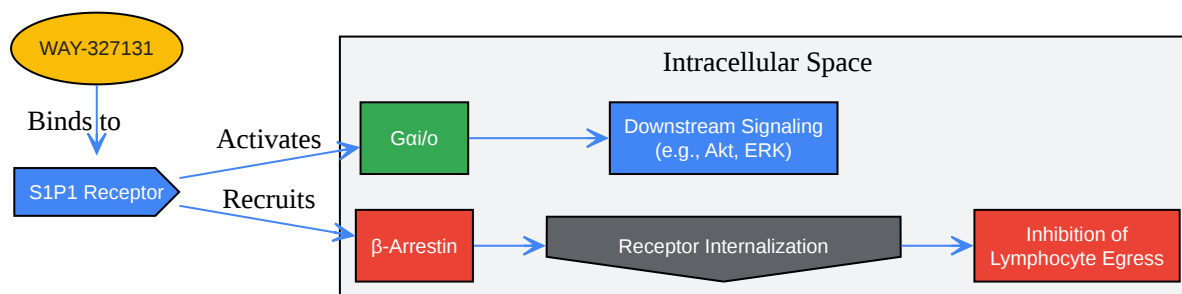 WAY-327131
Binds to
S1P1 Receptor
Activates
Recruits
Intracellular Space
Gαi/o
Downstream Signaling
(e.g., Akt, ERK)
β-Arrestin
Receptor Internalization
Inhibition of
Lymphocyte Egress